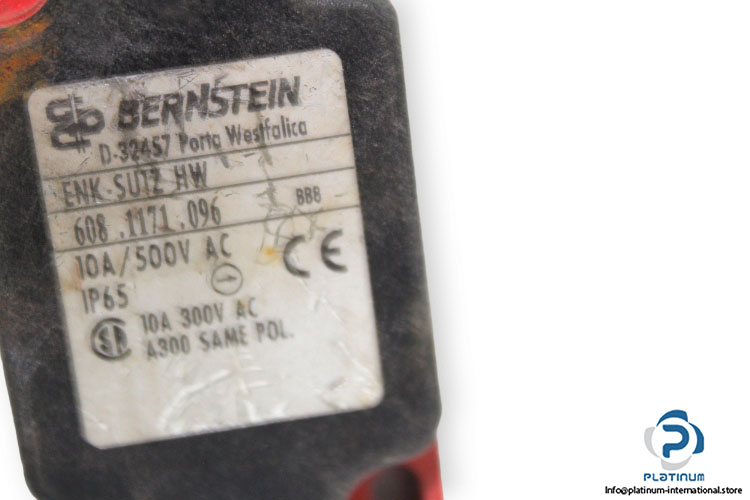 BERNSTEIN
D-32457 Porta Westfalica
ENK-SU1Z HW
608.1171.096 BB8
10A/500V AC CE
IP65
10A 300V AC
A300 SAME POL.
PLATINUM
Info@platinum-international.store